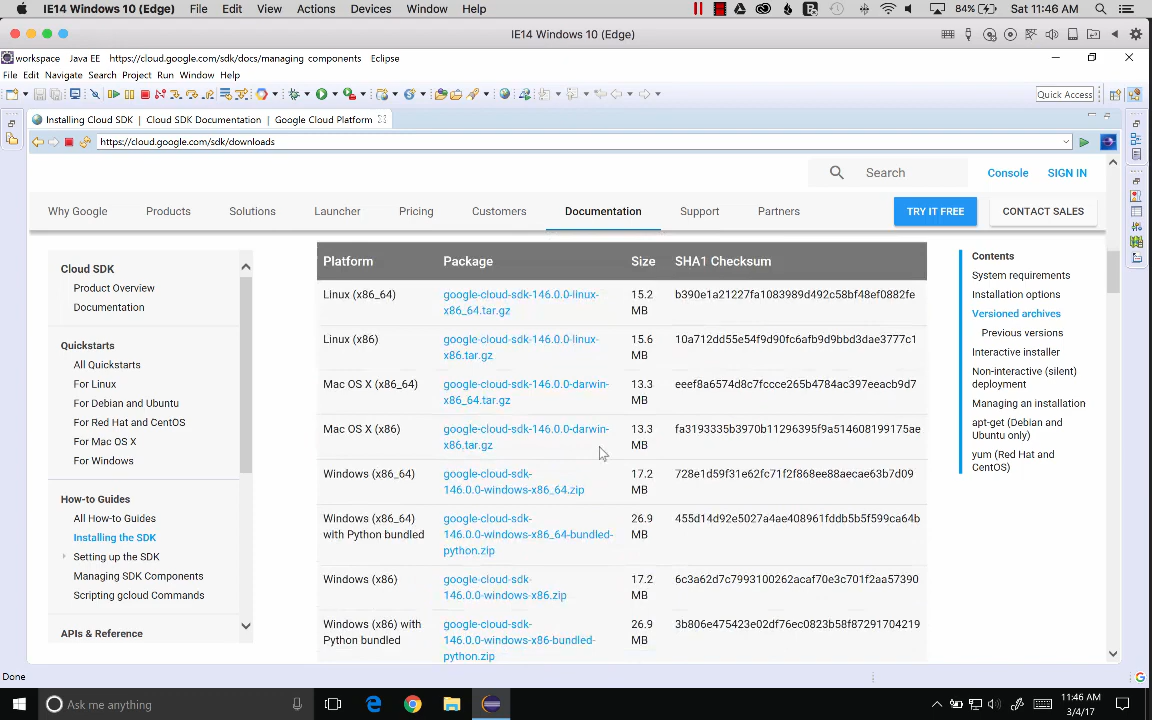 IE14 Windows 10 (Edge) File Edit View Actions Devices Window Help 84% Sat 11:46 AM
IE14 Windows 10 (Edge)
workspace Java EE https://cloud.google.com/sdk/docs/managing components Eclipse
File Edit Navigate Search Project Run Window Help
Quick Access
Installing Cloud SDK | Cloud SDK Documentation | Google Cloud Platform
https://cloud.google.com/sdk/downloads
Search Console SIGN IN
Why Google Products Solutions Launcher Pricing Customers Documentation Support Partners TRY IT FREE CONTACT SALES
Cloud SDK
Product Overview
Documentation
Quickstarts
All Quickstarts
For Linux
For Debian and Ubuntu
For Red Hat and CentOS
For Mac OS X
For Windows
How-to Guides
All How-to Guides
Installing the SDK
Setting up the SDK
Managing SDK Components
Scripting gcloud Commands
APIs & Reference
Platform Package Size SHA1 Checksum
Linux (x86_64) google-cloud-sdk-146.0.0-linux- 15.2 b390e1a21227fa1083989d492c58bf48ef0882fe
x86_64.tar.gz MB
Linux (x86) google-cloud-sdk-146.0.0-linux- 15.6 10a712dd55e54f9d90fc6afb9d9bbd3dae3777c1
x86.tar.gz MB
Mac OS X (x86_64) google-cloud-sdk-146.0.0-darwin- 13.3 eeef8a6574d8c7fccce265b4784ac397eeacb9d7
x86_64.tar.gz MB
Mac OS X (x86) google-cloud-sdk-146.0.0-darwin- 13.3 fa3193335b3970b11296395f9a514608199175ae
x86.tar.gz MB
Windows (x86_64) google-cloud-sdk- 17.2 728e1d59f31e62fc71f2f868ee88aecae63b7d09
146.0.0-windows-x86_64.zip MB
Windows (x86_64) google-cloud-sdk- 26.9 455d14d92e5027a4ae408961fddb5b5f599ca64b
with Python bundled 146.0.0-windows-x86_64-bundled- MB
python.zip
Windows (x86) google-cloud-sdk- 17.2 6c3a62d7c7993100262acaf70e3c701f2aa57390
146.0.0-windows-x86.zip MB
Windows (x86) with google-cloud-sdk- 26.9 3b806e475423e02df76ec0823b58f87291704219
Python bundled 146.0.0-windows-x86-bundled- MB
python.zip
Contents
System requirements
Installation options
Versioned archives
Previous versions
Interactive installer
Non-interactive (silent)
deployment
Managing an installation
apt-get (Debian and
Ubuntu only)
yum (Red Hat and
CentOS)
Done
Ask me anything
11:46 AM
3/4/17